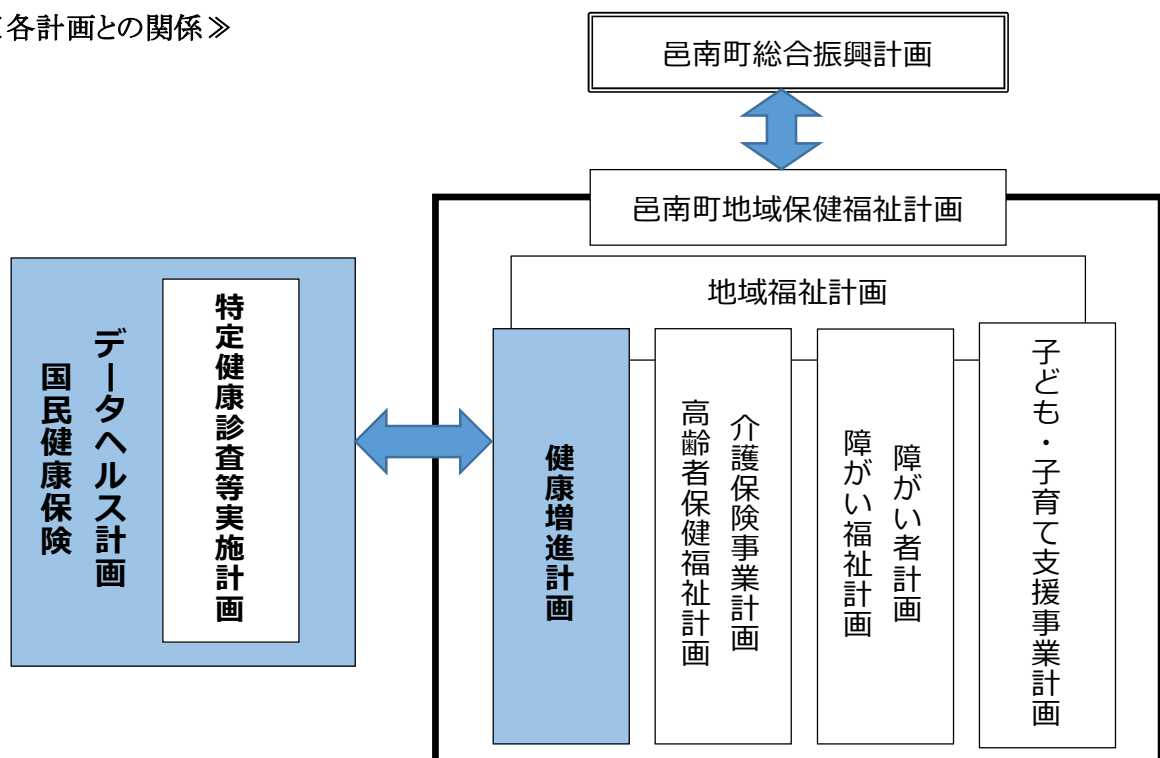 各計画との関係≫
邑南町総合振興計画
邑南町地域保健福祉計画
地域福祉計画
国民健康保険
データヘルス計画
特定健康診査等実施計画
健康増進計画
高齢者保健福祉計画
介護保険事業計画
障がい福祉計画
障がい者計画
子ども・子育て支援事業計画